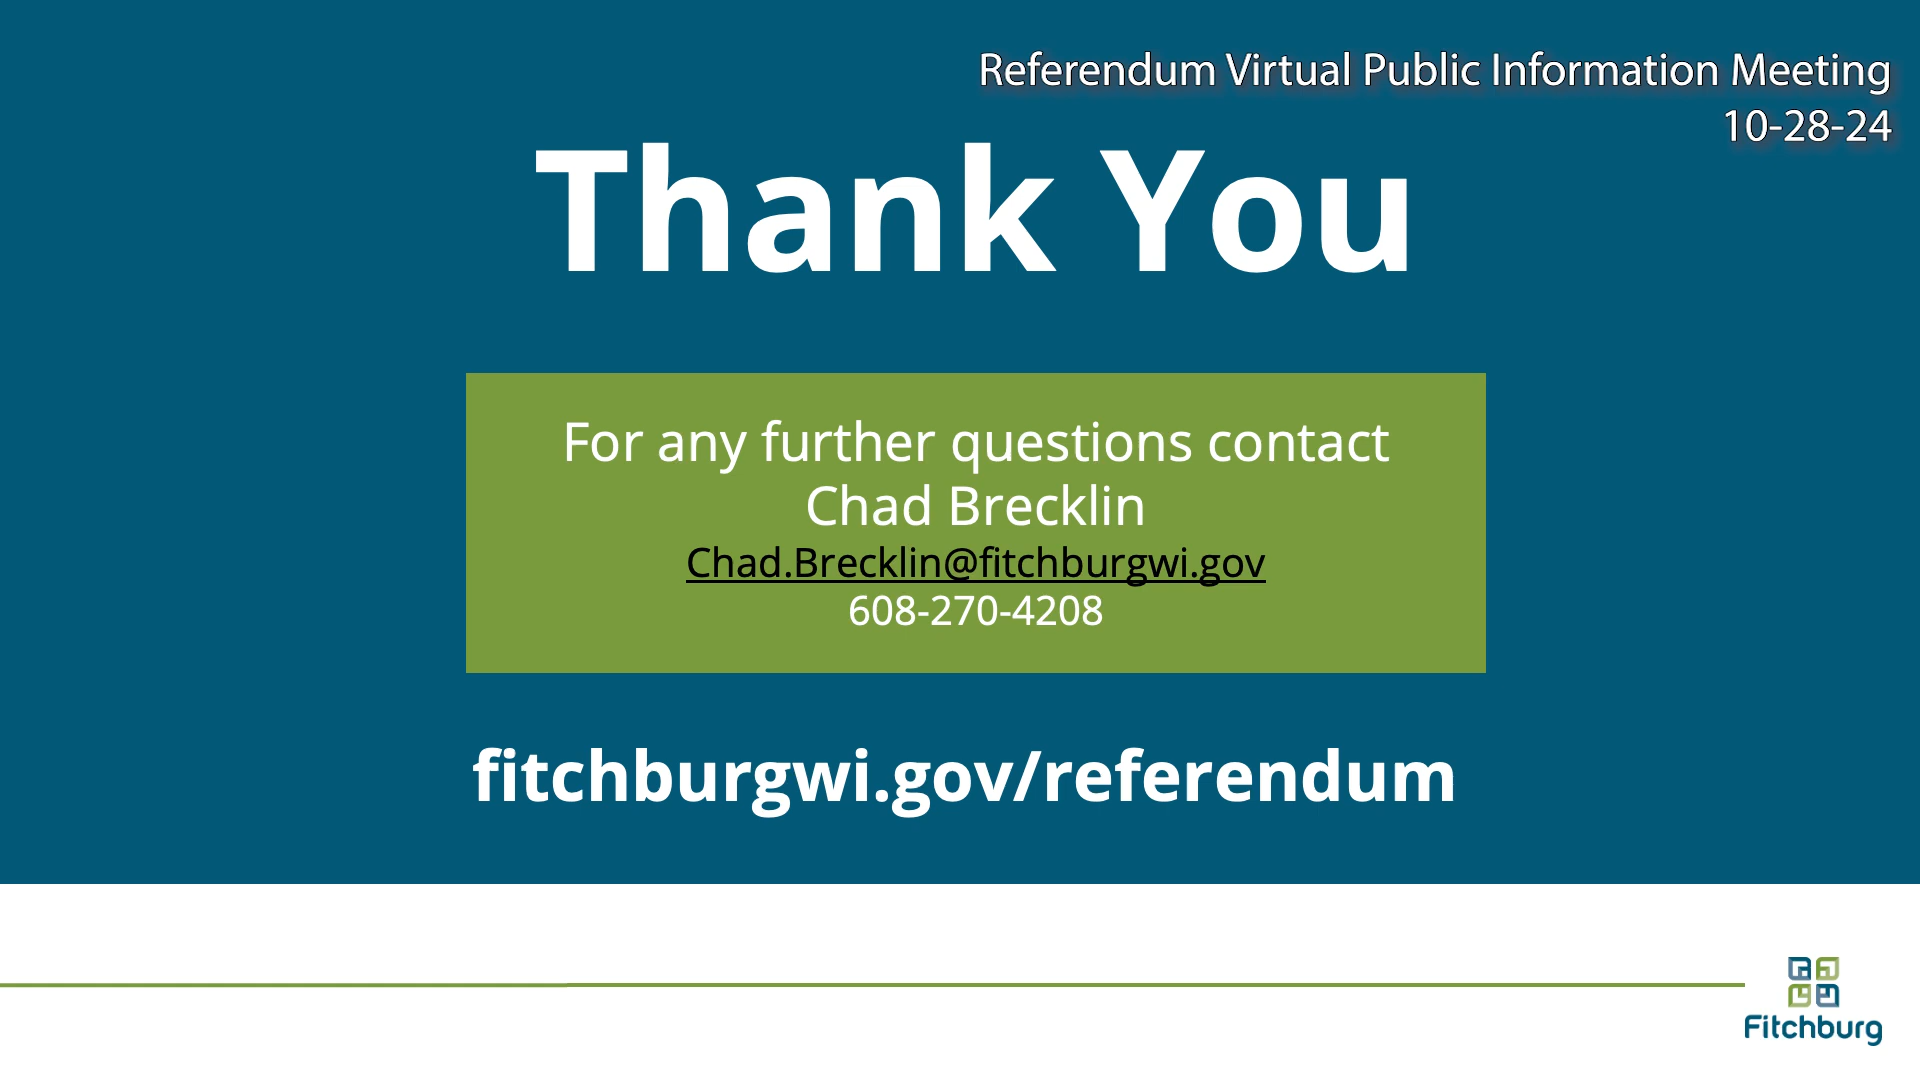 Referendum Virtual Public Information Meeting
10-28-24
Thank You
For any further questions contact
Chad Brecklin
Chad.Brecklin@fitchburgwi.gov
608-270-4208
fitchburgwi.gov/referendum
Fitchburg